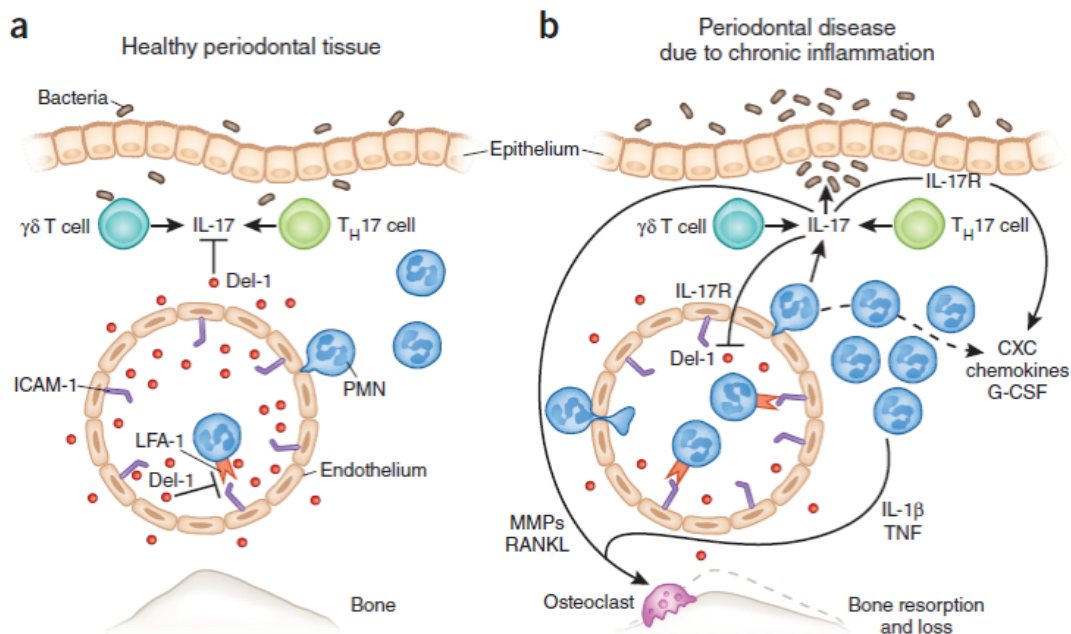 a
Healthy periodontal tissue
Bacteria
Epithelium
γδ T cell
IL-17
TH17 cell
Del-1
ICAM-1
PMN
LFA-1
Del-1
Endothelium
Bone
b
Periodontal disease
due to chronic inflammation
IL-17R
γδ T cell
IL-17
TH17 cell
IL-17R
Del-1
CXC
chemokines
G-CSF
MMPs
RANKL
IL-1β
TNF
Osteoclast
Bone resorption
and loss